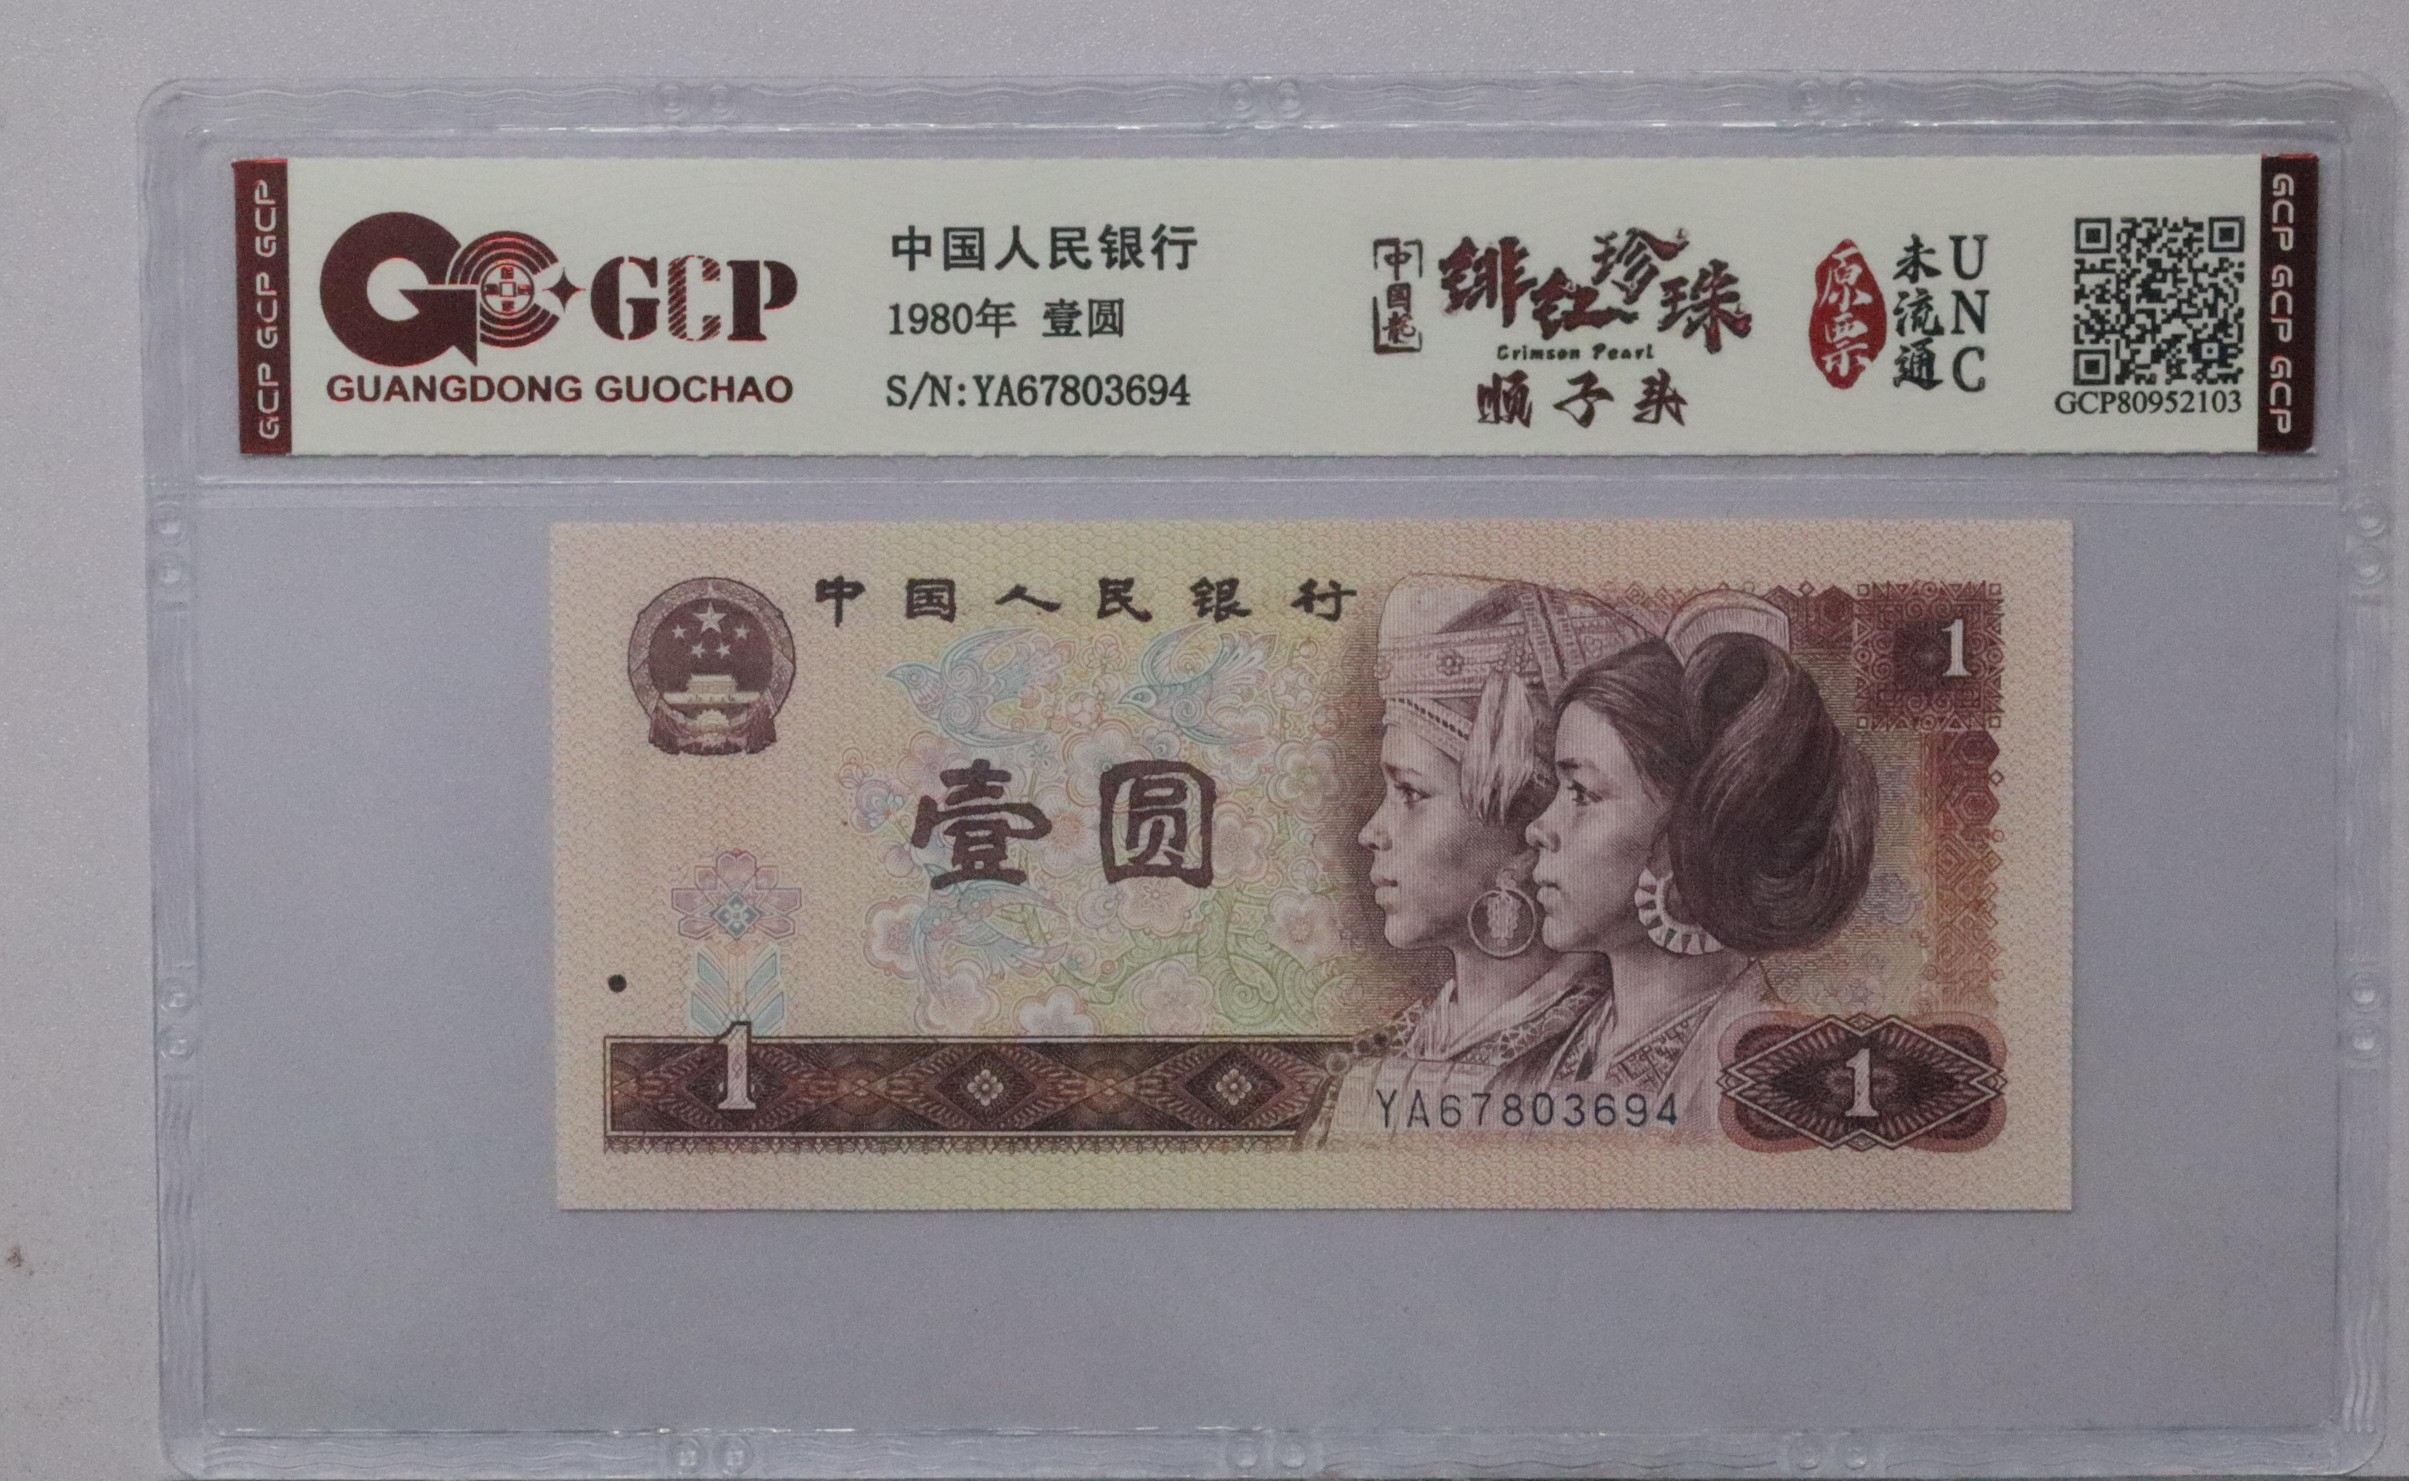 GCP GCP GCP
GCP
GUANGDONG GUOCHAO
中国人民银行
1980年 壹圆
S/N:YA67803694
中国龙
绯红珍珠
Crimson Pearl
顺子号
原票
未流通
UNC
GCP80952103
GCP GCP GCP
中国人民银行
1
壹圆
1
YA67803694
1